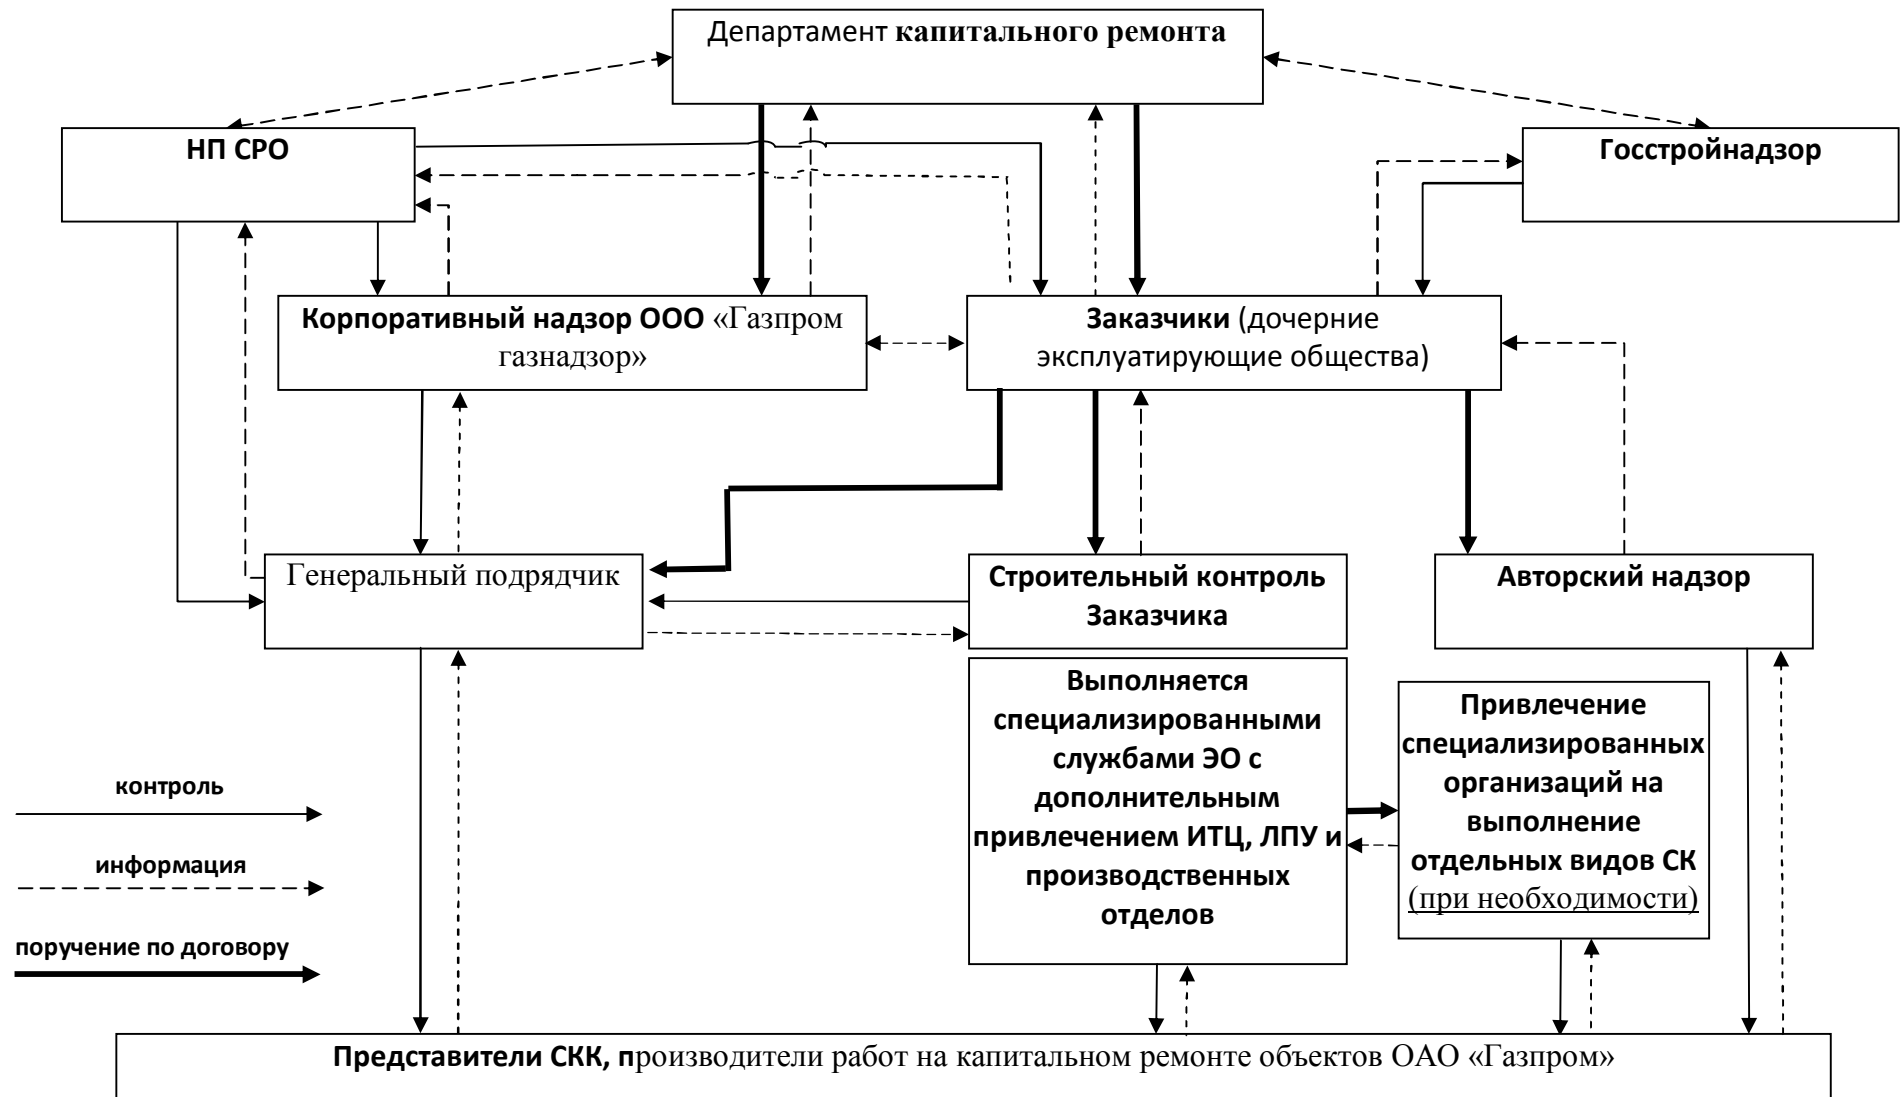 Департамент капитального ремонта
НП СРО
Госстройнадзор
Корпоративный надзор ООО «Газпром
газнадзор»
Заказчики (дочерние
эксплуатирующие общества)
Генеральный подрядчик
Строительный контроль
Заказчика
Авторский надзор
Выполняется
специализированными
службами ЭО с
дополнительным
привлечением ИТЦ, ЛПУ и
производственных
отделов
Привлечение
специализированных
организаций на
выполнение
отдельных видов СК
(при необходимости)
контроль
информация
поручение по договору
Представители СКК, производители работ на капитальном ремонте объектов ОАО «Газпром»